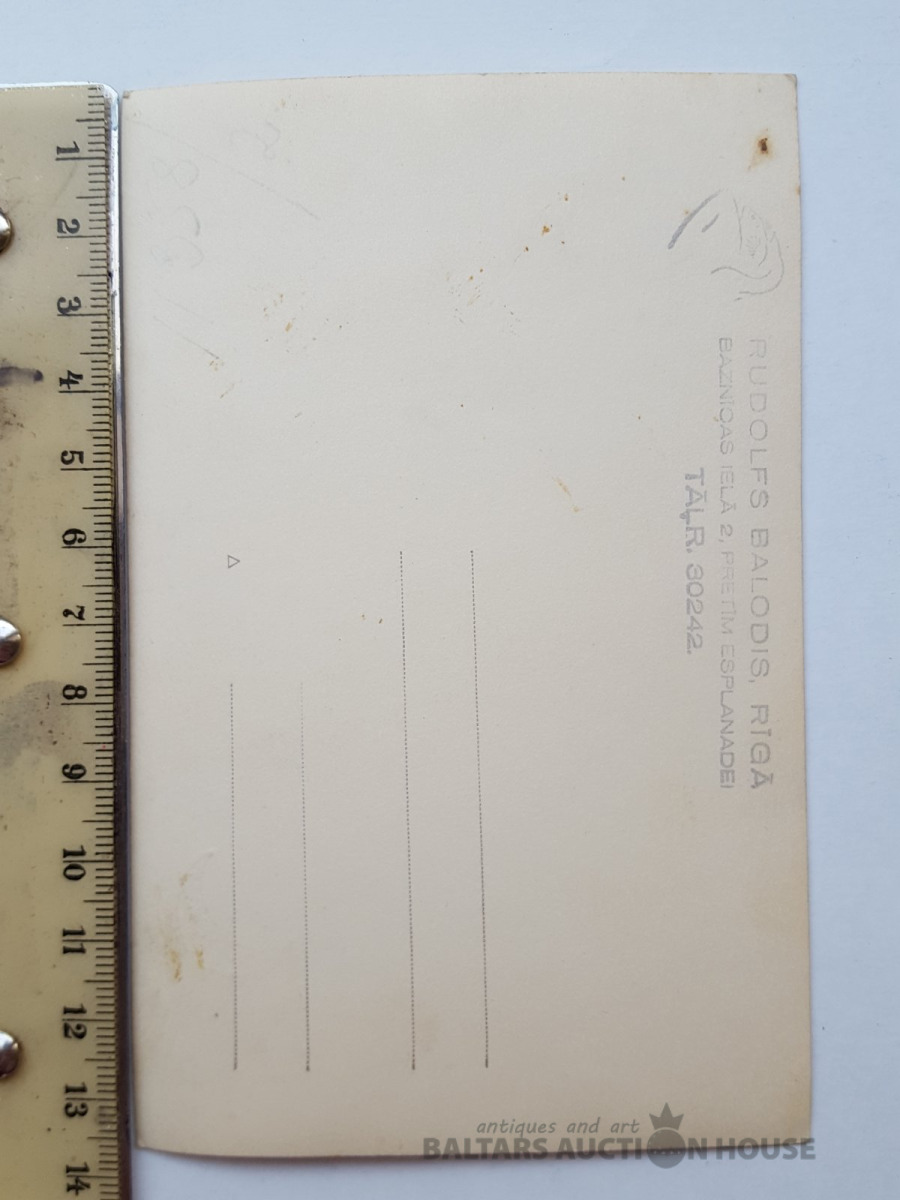 RUDOLFS BALODIS, RĪGĀ
BAZNĪCAS IELĀ 2, PRETĪM ESPLANADEI
TĀĻR. 30242.
1 2 3 4 5 6 7 8 9 10 11 12 13 14
antiques and art
BALTARS AUCTION HOUSE